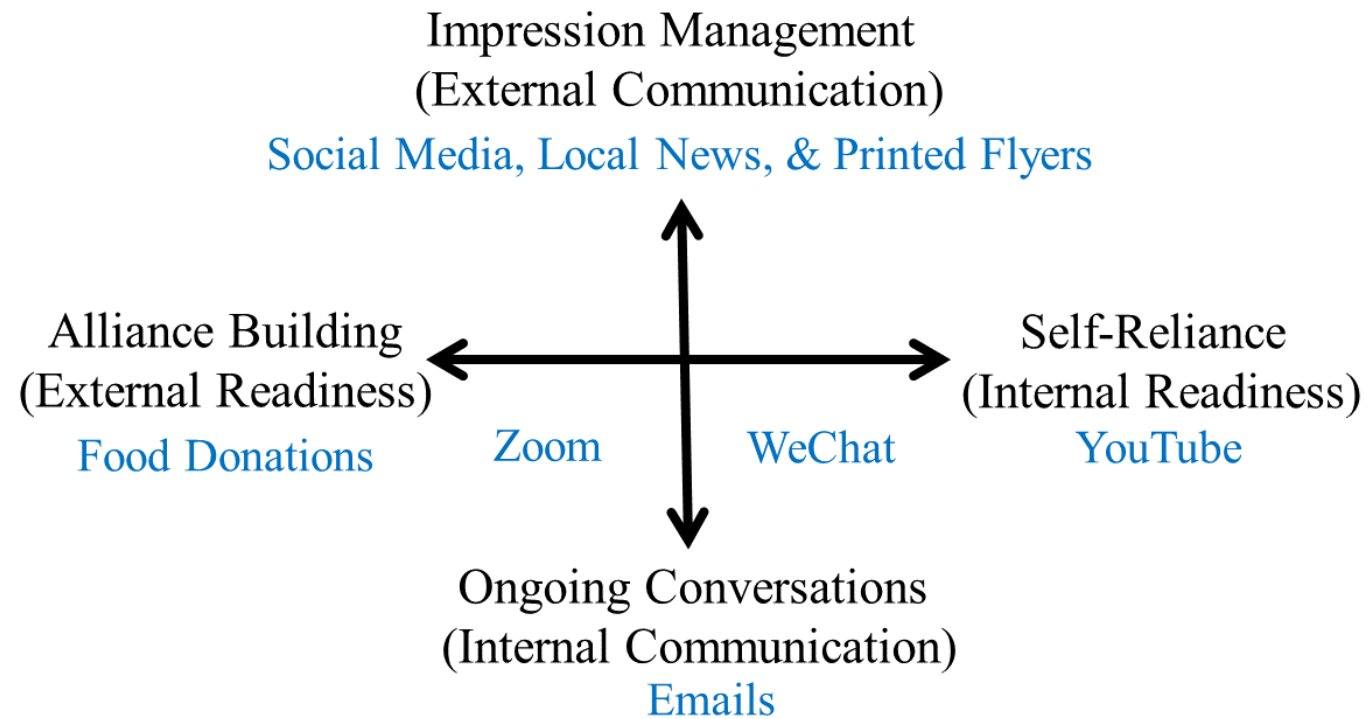 Impression Management
(External Communication)
Social Media, Local News, & Printed Flyers
Alliance Building
(External Readiness)
Food Donations
Zoom
WeChat
Self-Reliance
(Internal Readiness)
YouTube
Ongoing Conversations
(Internal Communication)
Emails